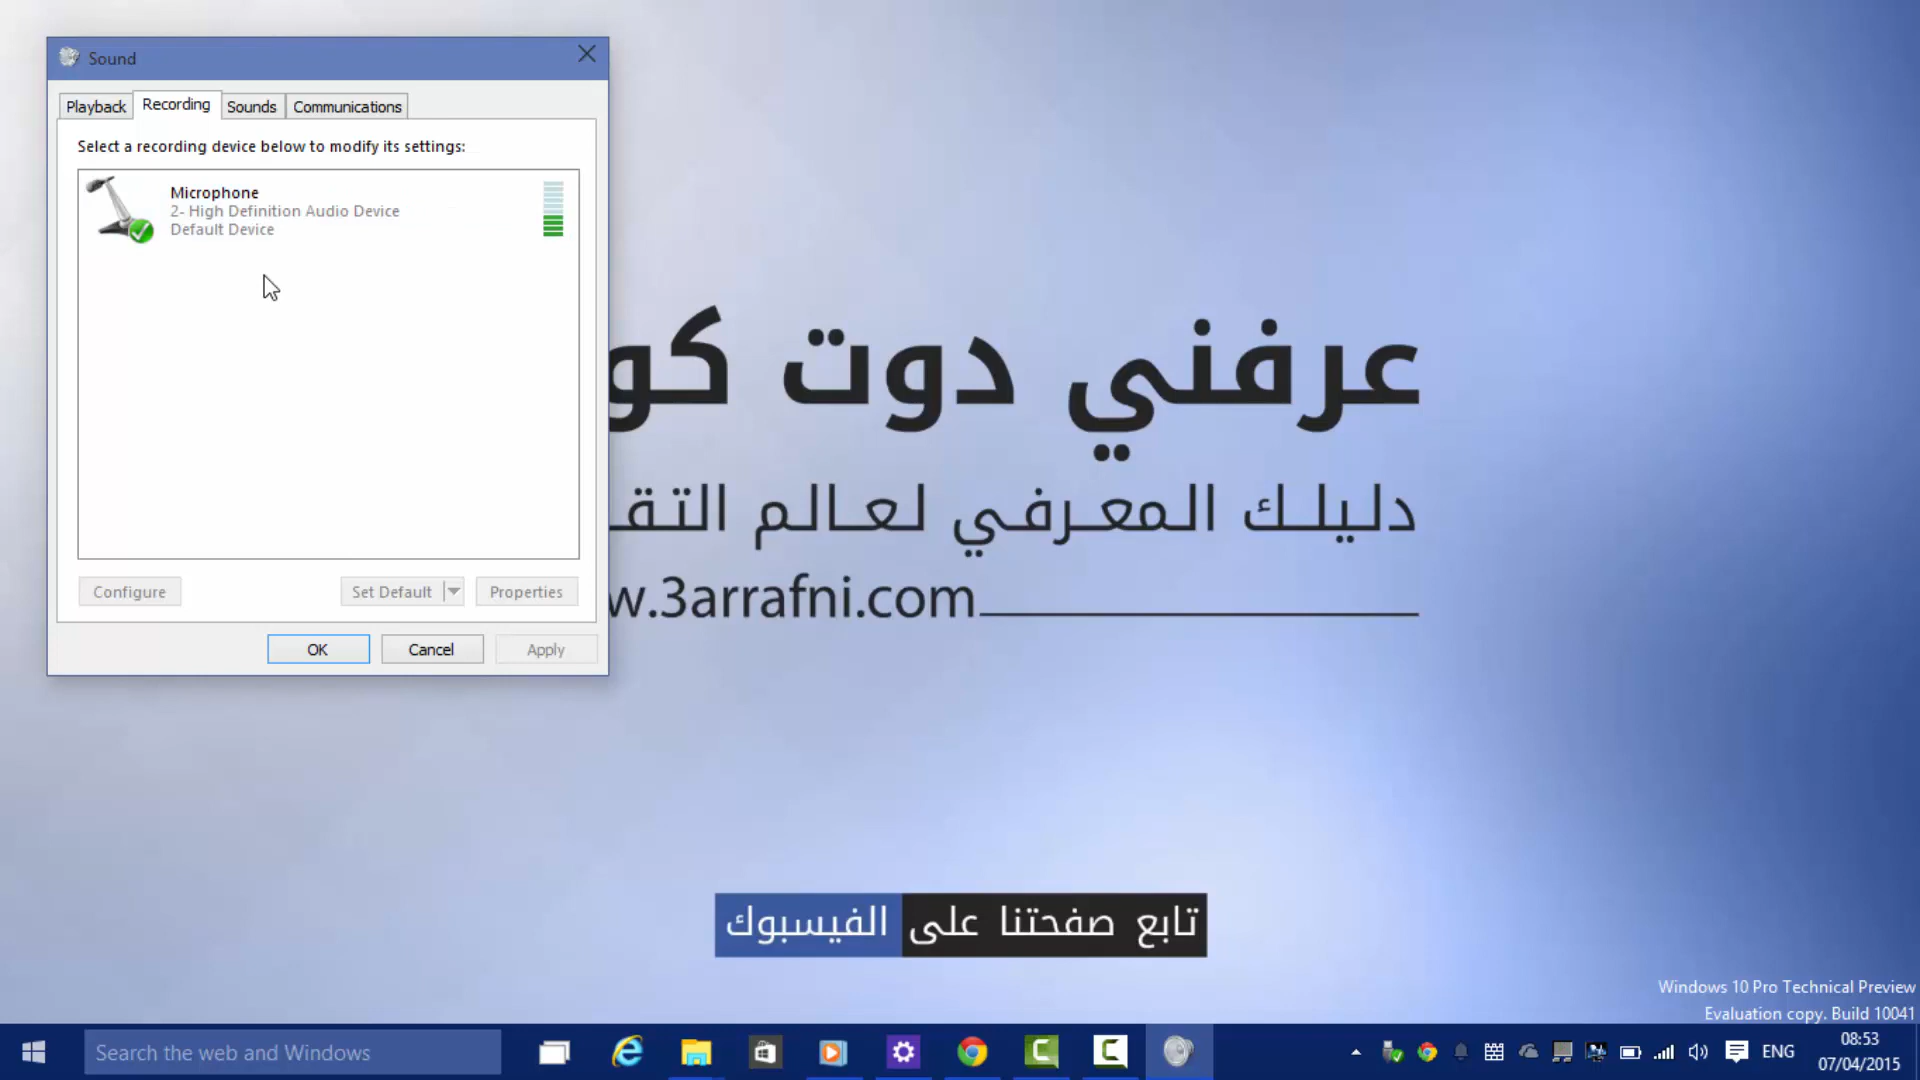 Sound
Playback
Recording
Sounds
Communications
Select a recording device below to modify its settings:
Microphone
2- High Definition Audio Device
Default Device
Configure
Set Default
Properties
OK
Cancel
Apply
عرفني دوت كو
دليلك المعرفي لعالم التقـ
w.3arrafni.com
تابع صفحتنا على الفيسبوك
Windows 10 Pro Technical Preview
Evaluation copy. Build 10041
Search the web and Windows
ENG
08:53
07/04/2015